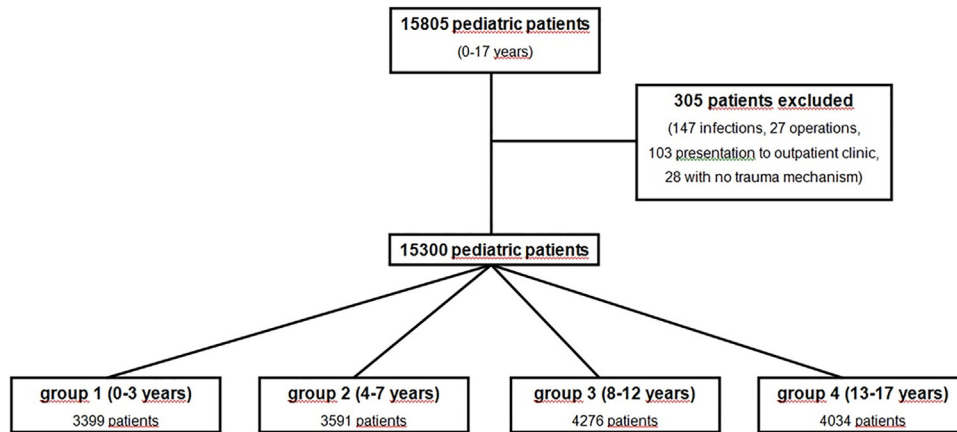 15805 pediatric patients
(0-17 years)
305 patients excluded
(147 infections, 27 operations,
103 presentation to outpatient clinic,
28 with no trauma mechanism)
15300 pediatric patients
group 1 (0-3 years)
3399 patients
group 2 (4-7 years)
3591 patients
group 3 (8-12 years)
4276 patients
group 4 (13-17 years)
4034 patients